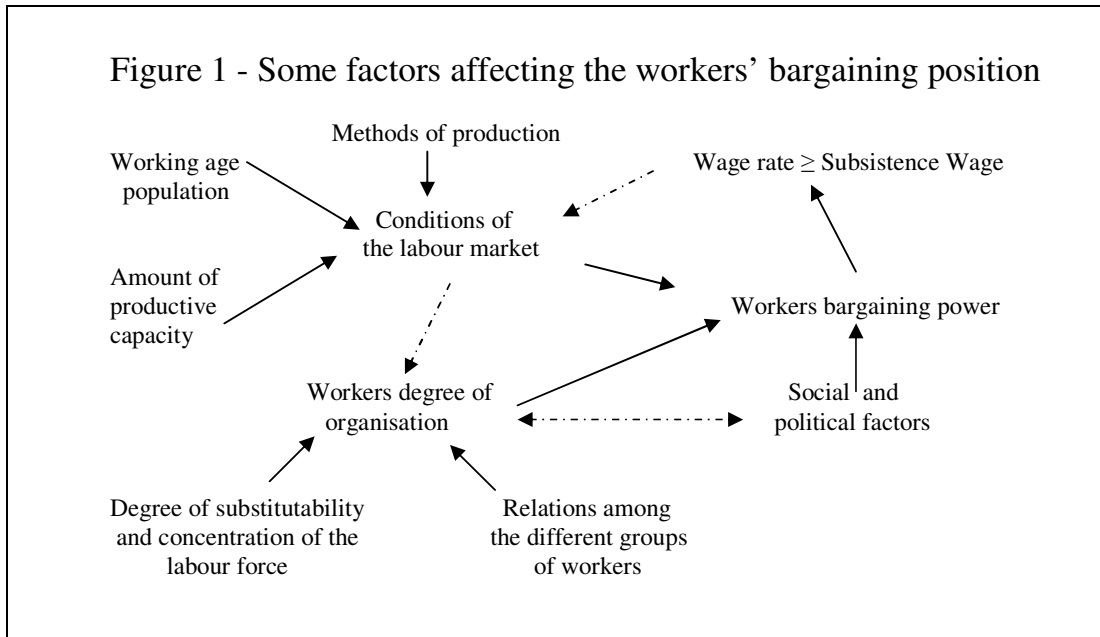 Figure 1 - Some factors affecting the workers’ bargaining position
Methods of production
Working age
population
Wage rate ≥ Subsistence Wage
Conditions of
the labour market
Amount of
productive
capacity
Workers bargaining power
Workers degree of
organisation
Social and
political factors
Degree of substitutability
and concentration of the
labour force
Relations among
the different groups
of workers